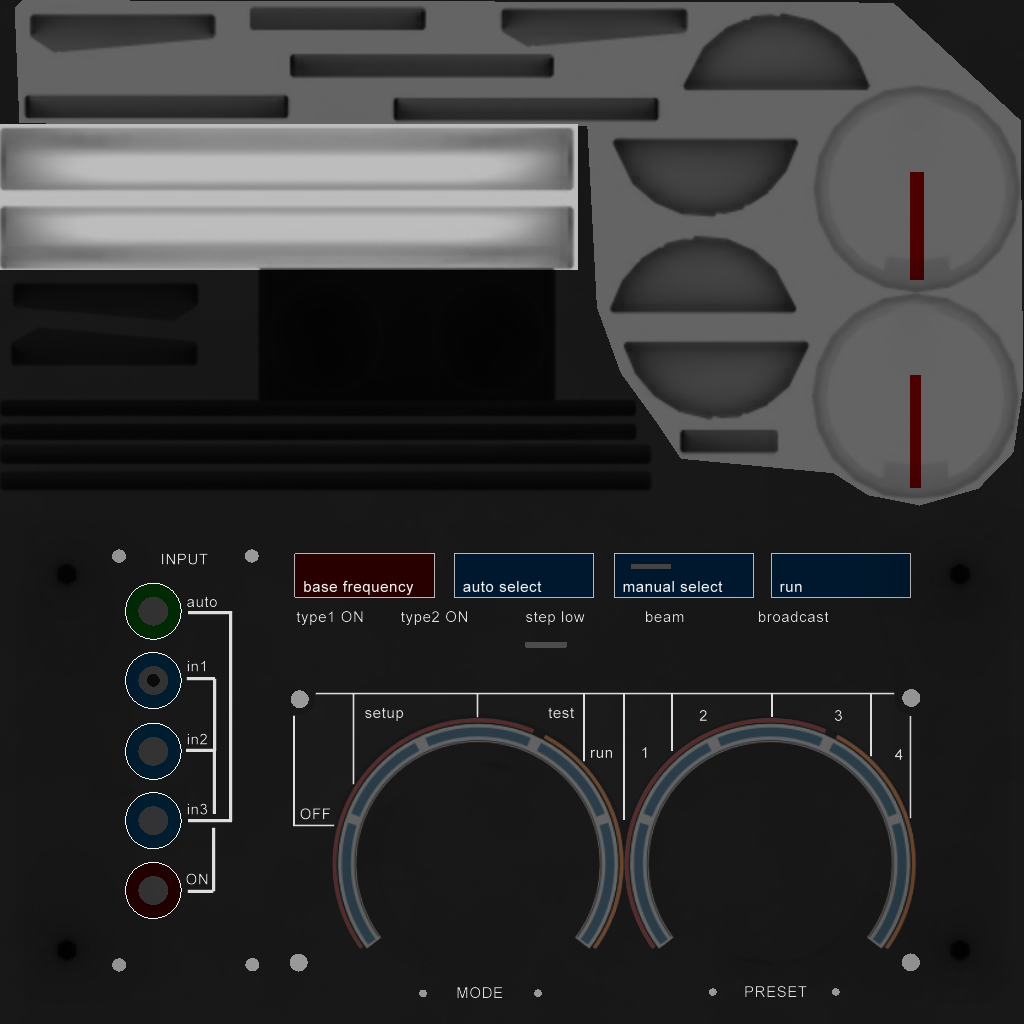 INPUT
auto
in1
in2
in3
ON
base frequency
auto select
manual select
run
type1 ON
type2 ON
step low
beam
broadcast
setup
test
run
OFF
1
2
3
4
MODE
PRESET